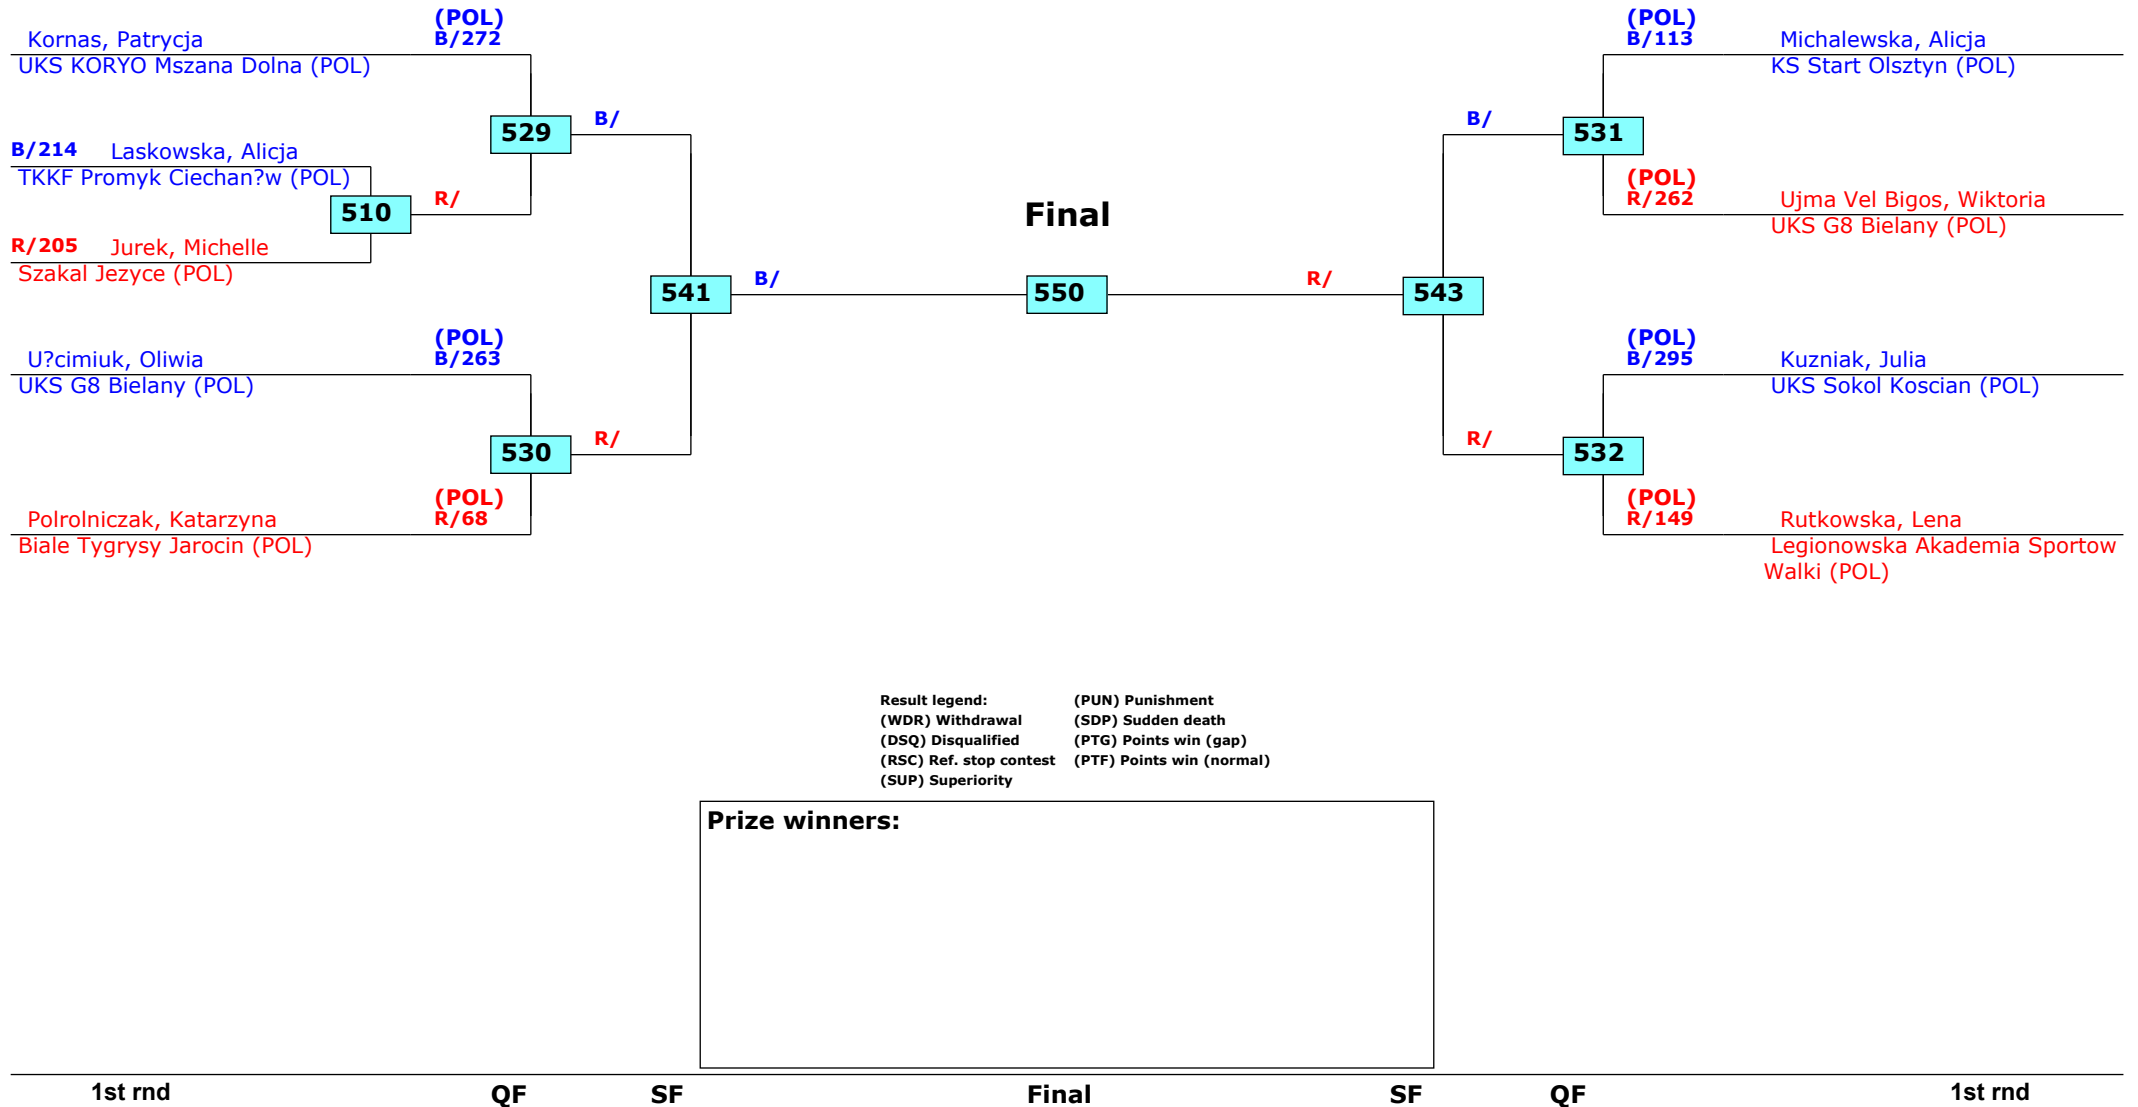 (POL)
B/272
Kornas, Patrycja
UKS KORYO Mszana Dolna (POL)
529
B/
B/214 Laskowska, Alicja
TKKF Promyk Ciechan?w (POL)
510
R/
R/205 Jurek, Michelle
Szakal Jezyce (POL)
541
B/
(POL)
B/263
U?cimiuk, Oliwia
UKS G8 Bielany (POL)
530
R/
(POL)
R/68
Polrolniczak, Katarzyna
Biale Tygrysy Jarocin (POL)
Final
550
(POL)
B/113
Michalewska, Alicja
KS Start Olsztyn (POL)
B/
531
(POL)
R/262
Ujma Vel Bigos, Wiktoria
UKS G8 Bielany (POL)
R/
543
(POL)
B/295
Kuzniak, Julia
UKS Sokol Koscian (POL)
R/
532
(POL)
R/149
Rutkowska, Lena
Legionowska Akademia Sportow
Walki (POL)
Result legend: (PUN) Punishment
(WDR) Withdrawal (SDP) Sudden death
(DSQ) Disqualified (PTG) Points win (gap)
(RSC) Ref. stop contest (PTF) Points win (normal)
(SUP) Superiority
Prize winners:
1st rnd QF SF Final SF QF 1st rnd